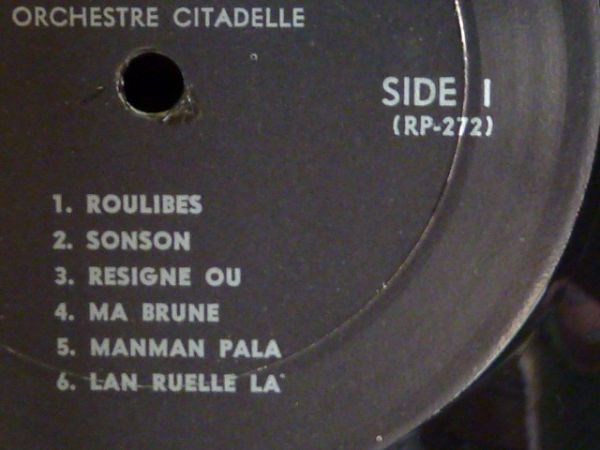 ORCHESTRE CITADELLE
SIDE 1
(RP-272)
1. ROULIBES
2. SONSON
3. RESIGNE OU
4. MA BRUNE
5. MANMAN PALA
6. LAN RUELLE LA